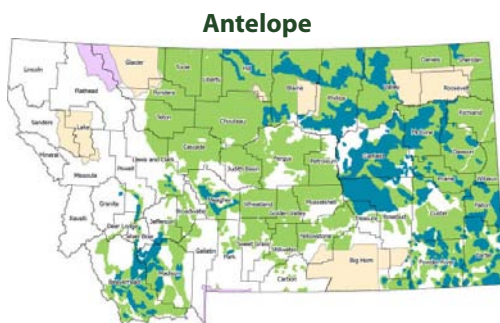 Antelope
Lincoln
Flathead
Glacier
Toole
Liberty
Hill
Blaine
Phillips
Valley
Daniels
Sheridan
Roosevelt
Pondera
Teton
Chouteau
Sanders
Lake
Mineral
Missoula
Powell
Lewis and Clark
Cascade
Judith Basin
Fergus
Petroleum
Garfield
McCone
Richland
Dawson
Prairie
Wibaux
Granite
Ravalli
Deer Lodge
Silver Bow
Jefferson
Broadwater
Meagher
Wheatland
Golden Valley
Musselshell
Treasure
Rosebud
Custer
Fallon
Beaverhead
Madison
Gallatin
Park
Sweet Grass
Stillwater
Yellowstone
Carbon
Big Horn
Powder River
Carter